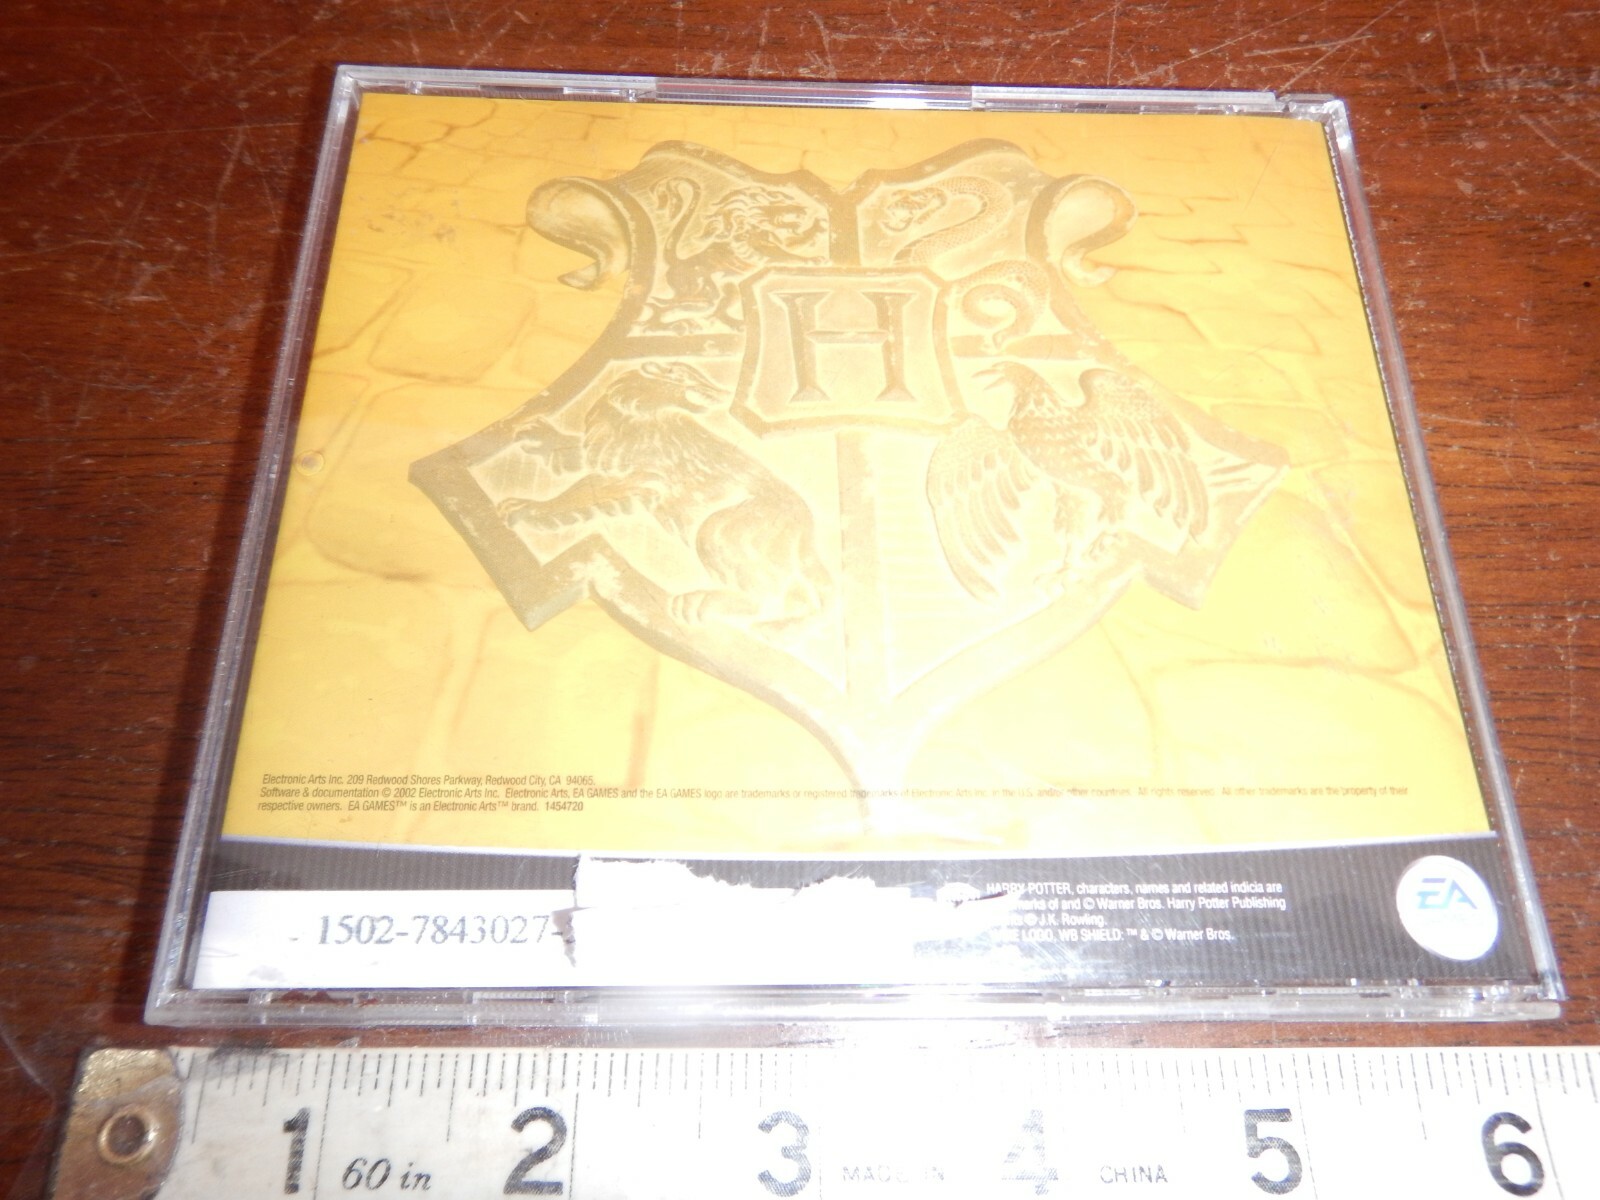 H
Electronic Arts Inc. 209 Redwood Shores Parkway, Redwood City, CA 94065.
Software & documentation © 2002 Electronic Arts Inc. Electronic Arts, EA GAMES and the EA GAMES logo are trademarks or registered trademarks of Electronic Arts Inc. in the U.S. and/or other countries. All rights reserved. All other trademarks are the property of their
respective owners. EA GAMES™ is an Electronic Arts™ brand. 1454720
HARRY POTTER, characters, names and related indicia are
of and © Warner Bros. Harry Potter Publishing
© J.K. Rowling.
LOGO, WB SHIELD: ™ & © Warner Bros.
EA
1502-7843027-
1 2 3 4 5 6
60 in MADE IN CHINA